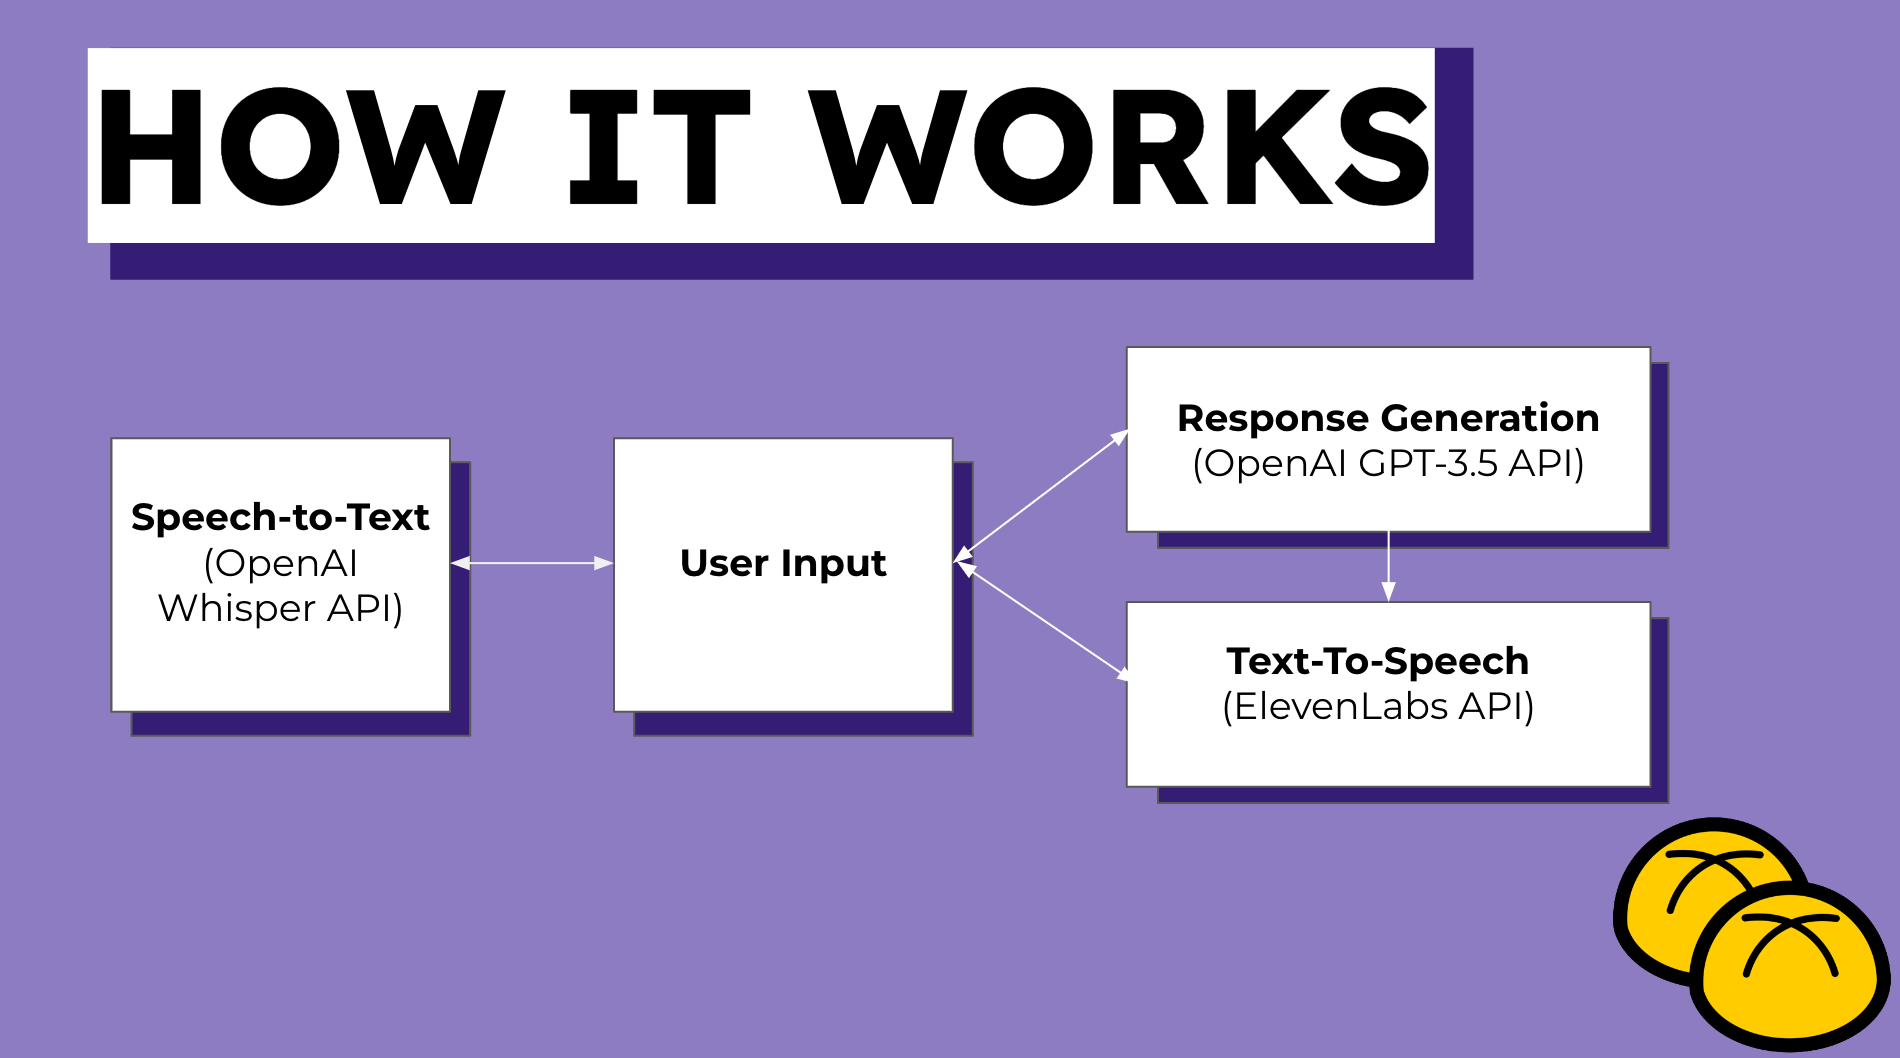 HOW IT WORKS
Speech-to-Text
(OpenAI
Whisper API)
User Input
Response Generation
(OpenAI GPT-3.5 API)
Text-To-Speech
(ElevenLabs API)